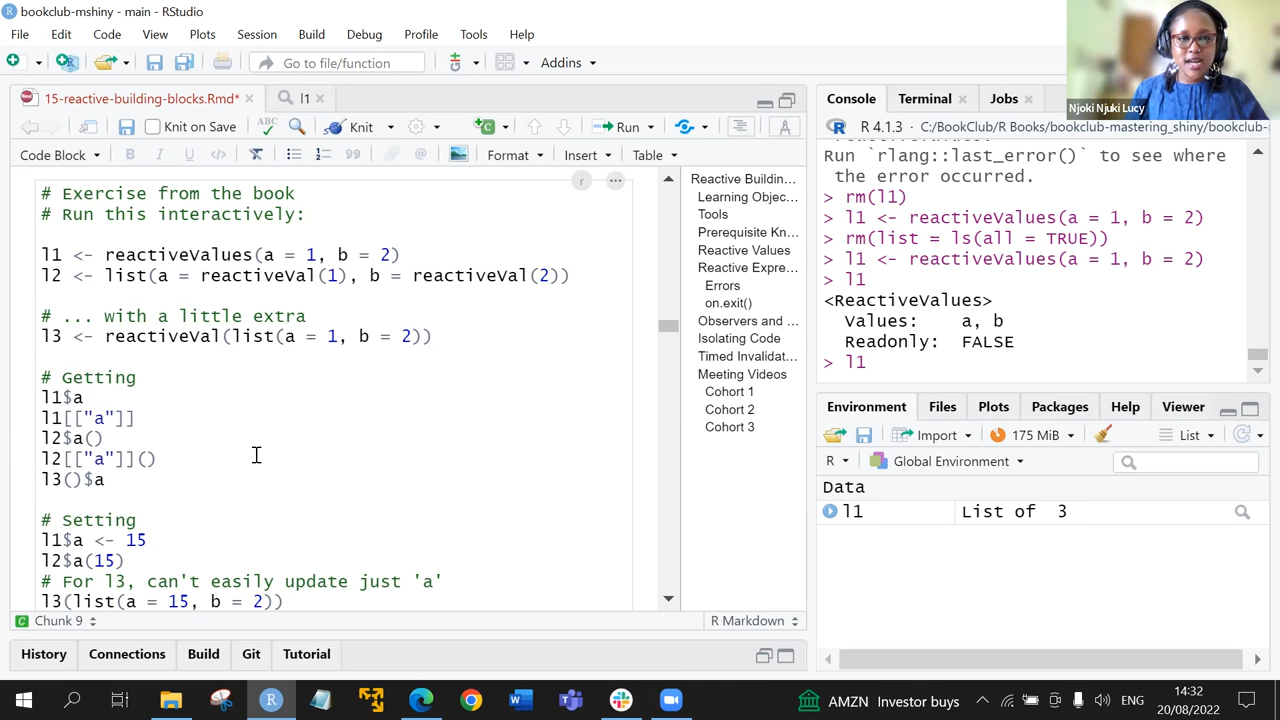 bookclub-mshiny - main - RStudio
File Edit Code View Plots Session Build Debug Profile Tools Help
Go to file/function Addins
15-reactive-building-blocks.Rmd* l1
Knit on Save ABC Knit Run
Code Block B I U </> Format Insert Table
# Exercise from the book
# Run this interactively:
l1 <- reactiveValues(a = 1, b = 2)
l2 <- list(a = reactiveVal(1), b = reactiveVal(2))
# ... with a little extra
l3 <- reactiveVal(list(a = 1, b = 2))
# Getting
l1$a
l1[["a"]]
l2$a()
l2[["a"]]()
l3()$a
# Setting
l1$a <- 15
l2$a(15)
# For l3, can't easily update just 'a'
l3(list(a = 15, b = 2))
Chunk 9 R Markdown
Reactive Buildin...
Learning Objec...
Tools
Prerequisite Kn...
Reactive Values
Reactive Expre...
Errors
on.exit()
Observers and ...
Isolating Code
Timed Invalidat...
Meeting Videos
Cohort 1
Cohort 2
Cohort 3
History Connections Build Git Tutorial
Njoki Njuki Lucy
Console Terminal Jobs
R 4.1.3 · C:/BookClub/R Books/bookclub-mastering_shiny/bookclub-
Run `rlang::last_error()` to see where
the error occurred.
> rm(l1)
> l1 <- reactiveValues(a = 1, b = 2)
> rm(list = ls(all = TRUE))
> l1 <- reactiveValues(a = 1, b = 2)
> l1
<ReactiveValues>
Values: a, b
Readonly: FALSE
> l1
Environment Files Plots Packages Help Viewer
Import 175 MiB List
R Global Environment
Data
l1 List of 3
AMZN Investor buys ENG 14:32
20/08/2022